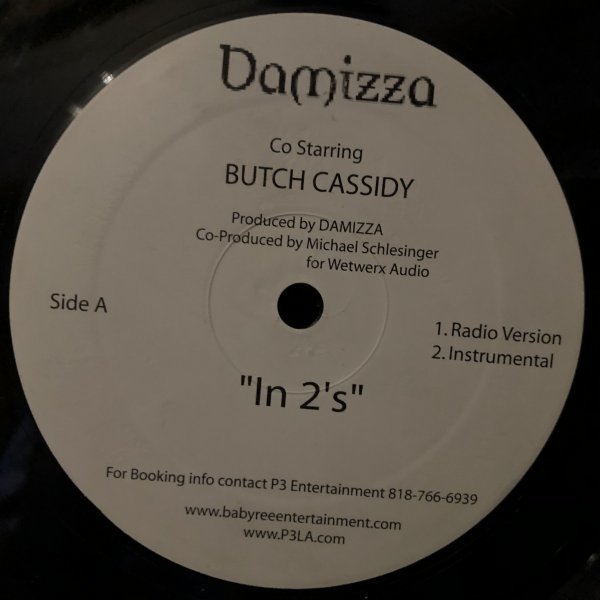 Damizza
Co Starring
BUTCH CASSIDY
Produced by DAMIZZA
Co-Produced by Michael Schlesinger
for Wetwerx Audio
Side A
1. Radio Version
2. Instrumental
"In 2's"
For Booking info contact P3 Entertainment 818-766-6939
www.babyreeentertainment.com
www.P3LA.com